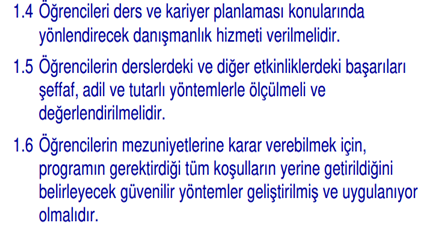 1.4 Öğrencileri ders ve kariyer planlaması konularında
yönlendirecek danışmanlık hizmeti verilmelidir.
1.5 Öğrencilerin derslerdeki ve diğer etkinliklerdeki başarıları
şeffaf, adil ve tutarlı yöntemlerle ölçülmeli ve
değerlendirilmelidir.
1.6 Öğrencilerin mezuniyetlerine karar verebilmek için,
programın gerektirdiği tüm koşulların yerine getirildiğini
belirleyecek güvenilir yöntemler geliştirilmiş ve uygulanıyor
olmalıdır.